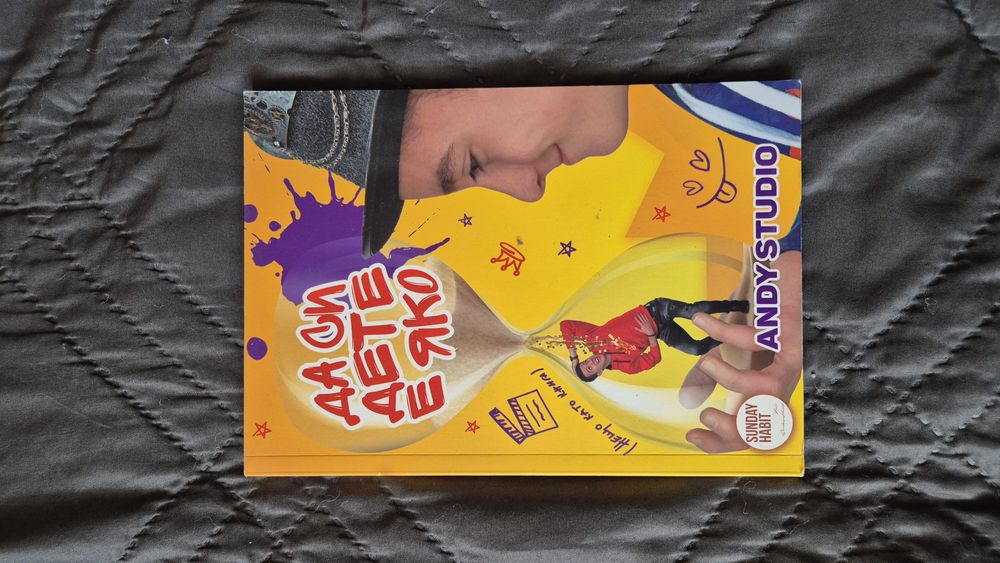 ДА СИ
ДЕТЕ
Е ЯКО
(НЕЩО КАТО КНИГА)
ANDY STUDIO
SUNDAY
HABIT